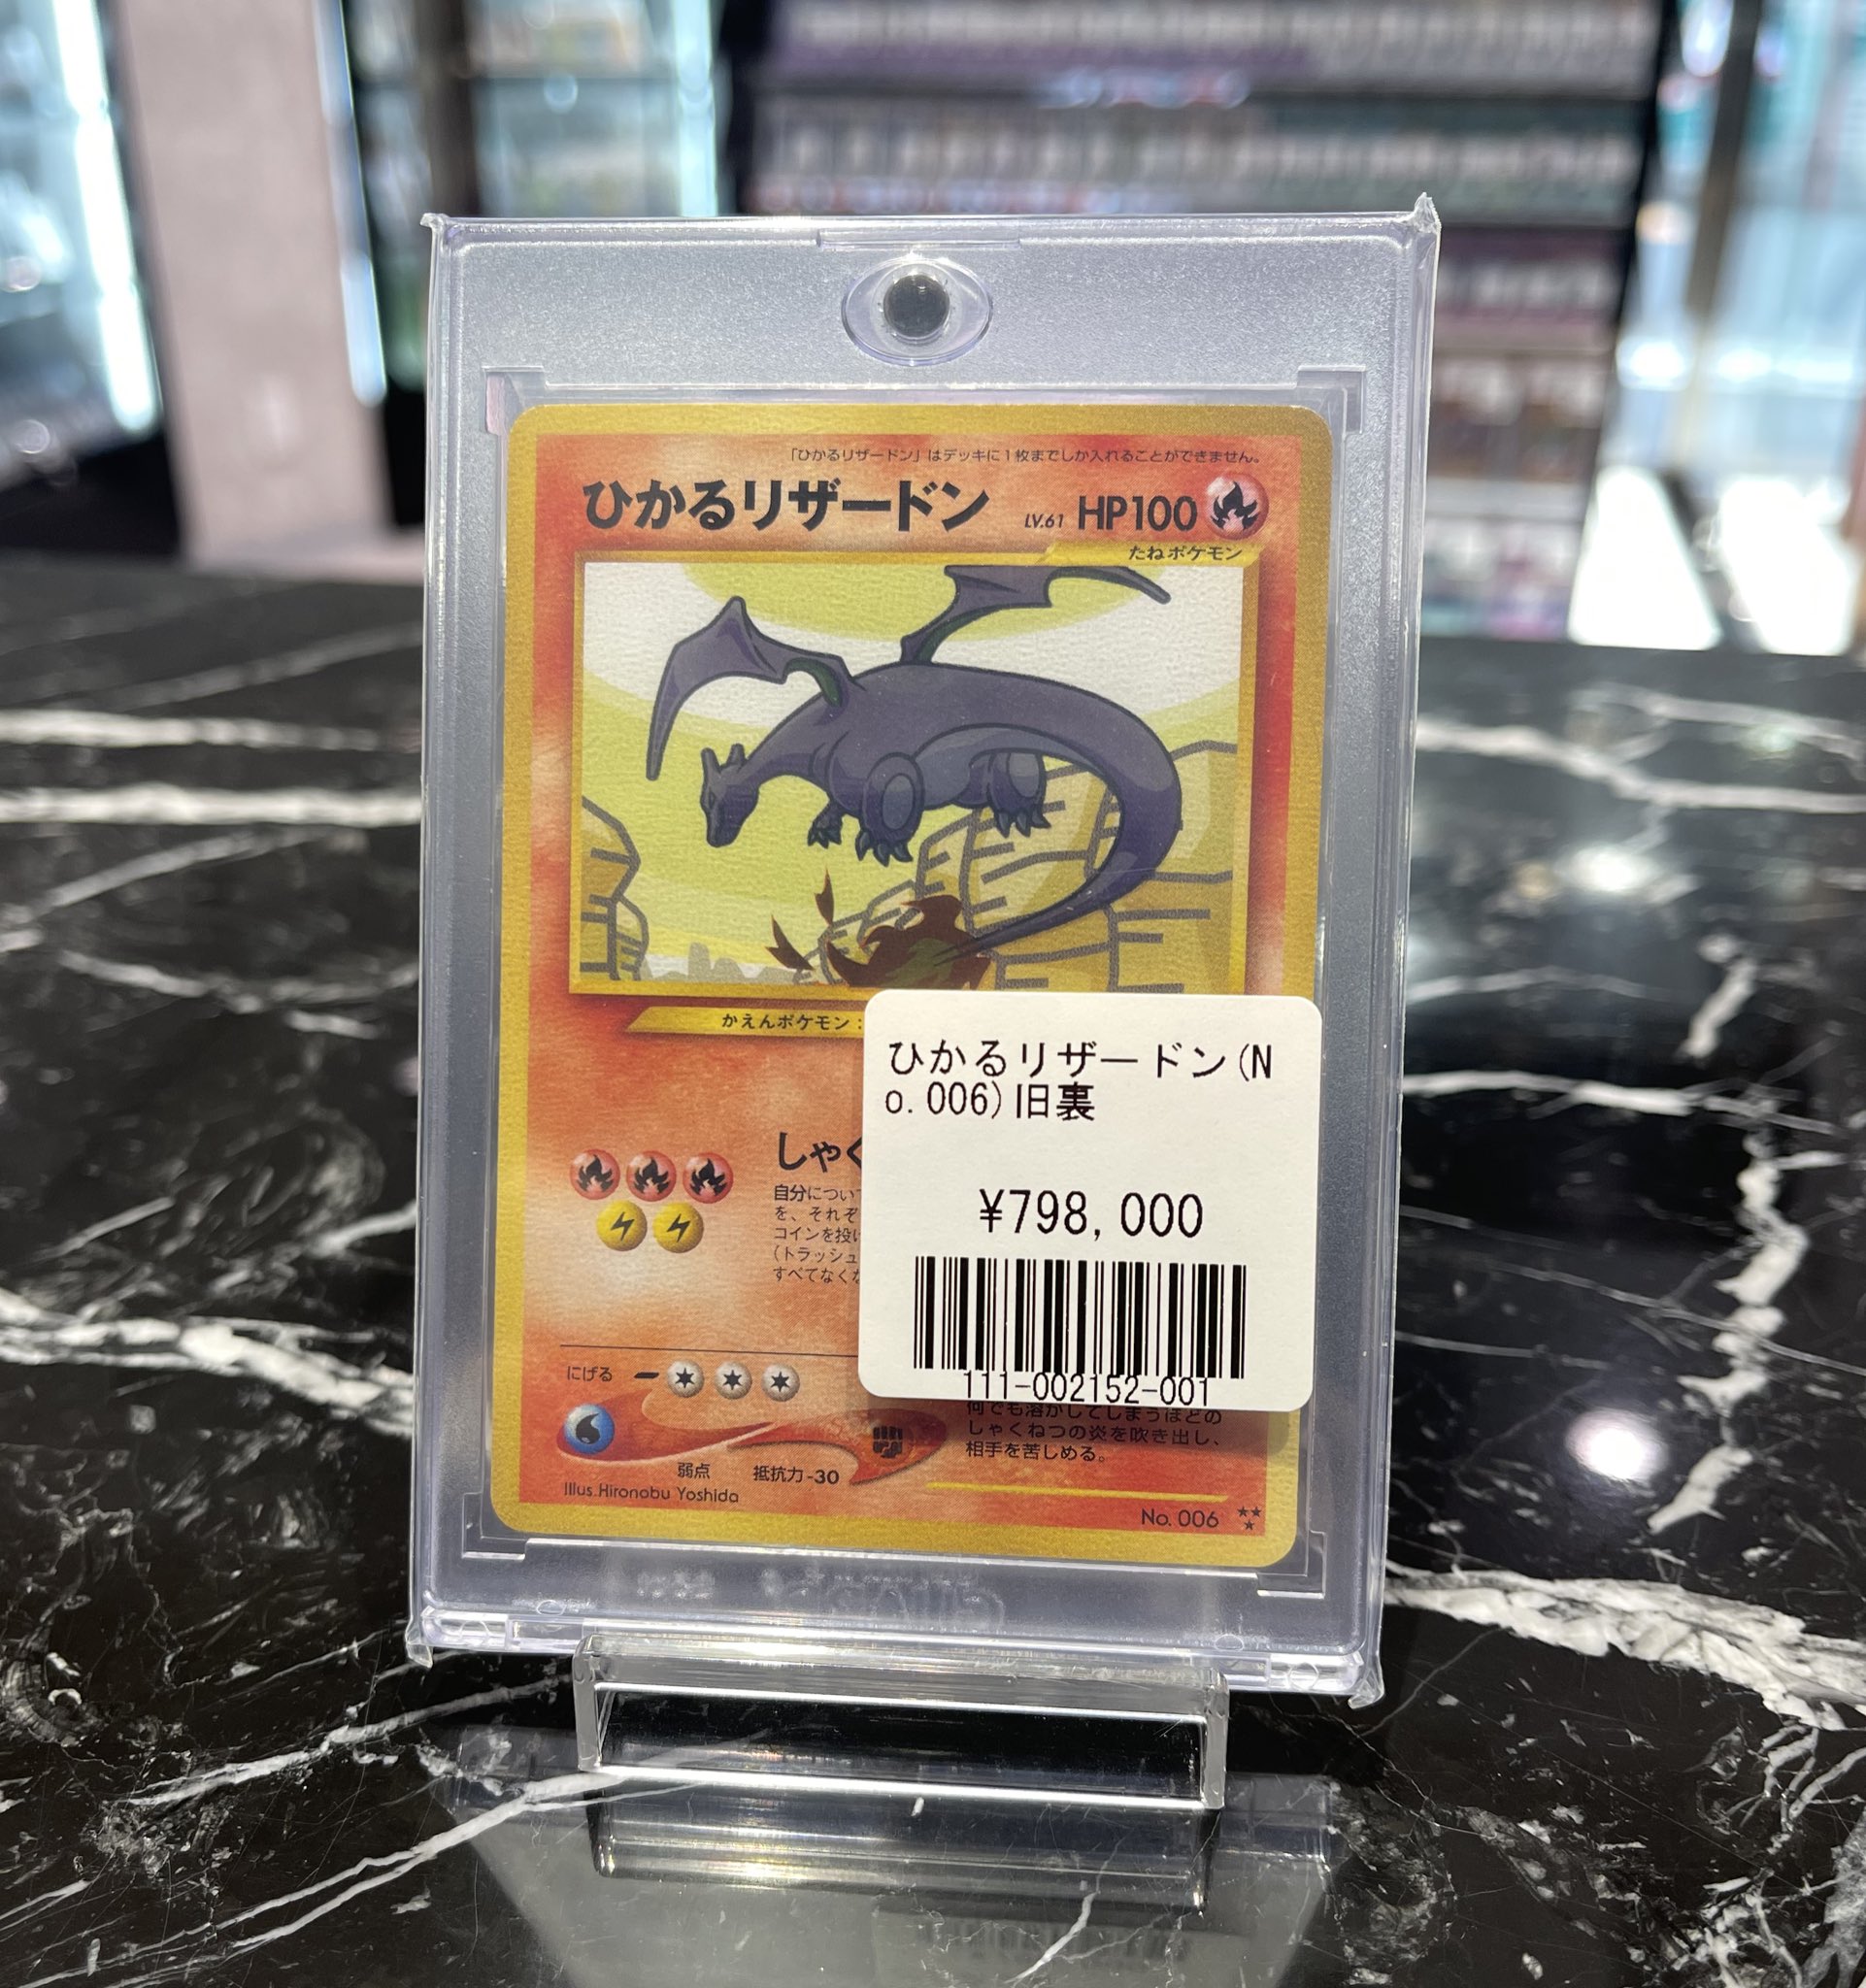 「ひかるリザードン」はデッキに1枚までしか入れることができません。
ひかるリザードン LV.61 HP100
たねポケモン
かえんポケモン：
ひかるリザードン(N
o.006)旧裏
¥798,000
111-002152-001
しゃく
自分につい
を、それぞ
コインを投げ
（トラッシュ
すべてなくな
にげる
何でも溶かしてしまうほどの
しゃくねつの炎を吹き出し、
相手を苦しめる。
弱点 抵抗力-30
Illus.Hironobu Yoshida
No. 006